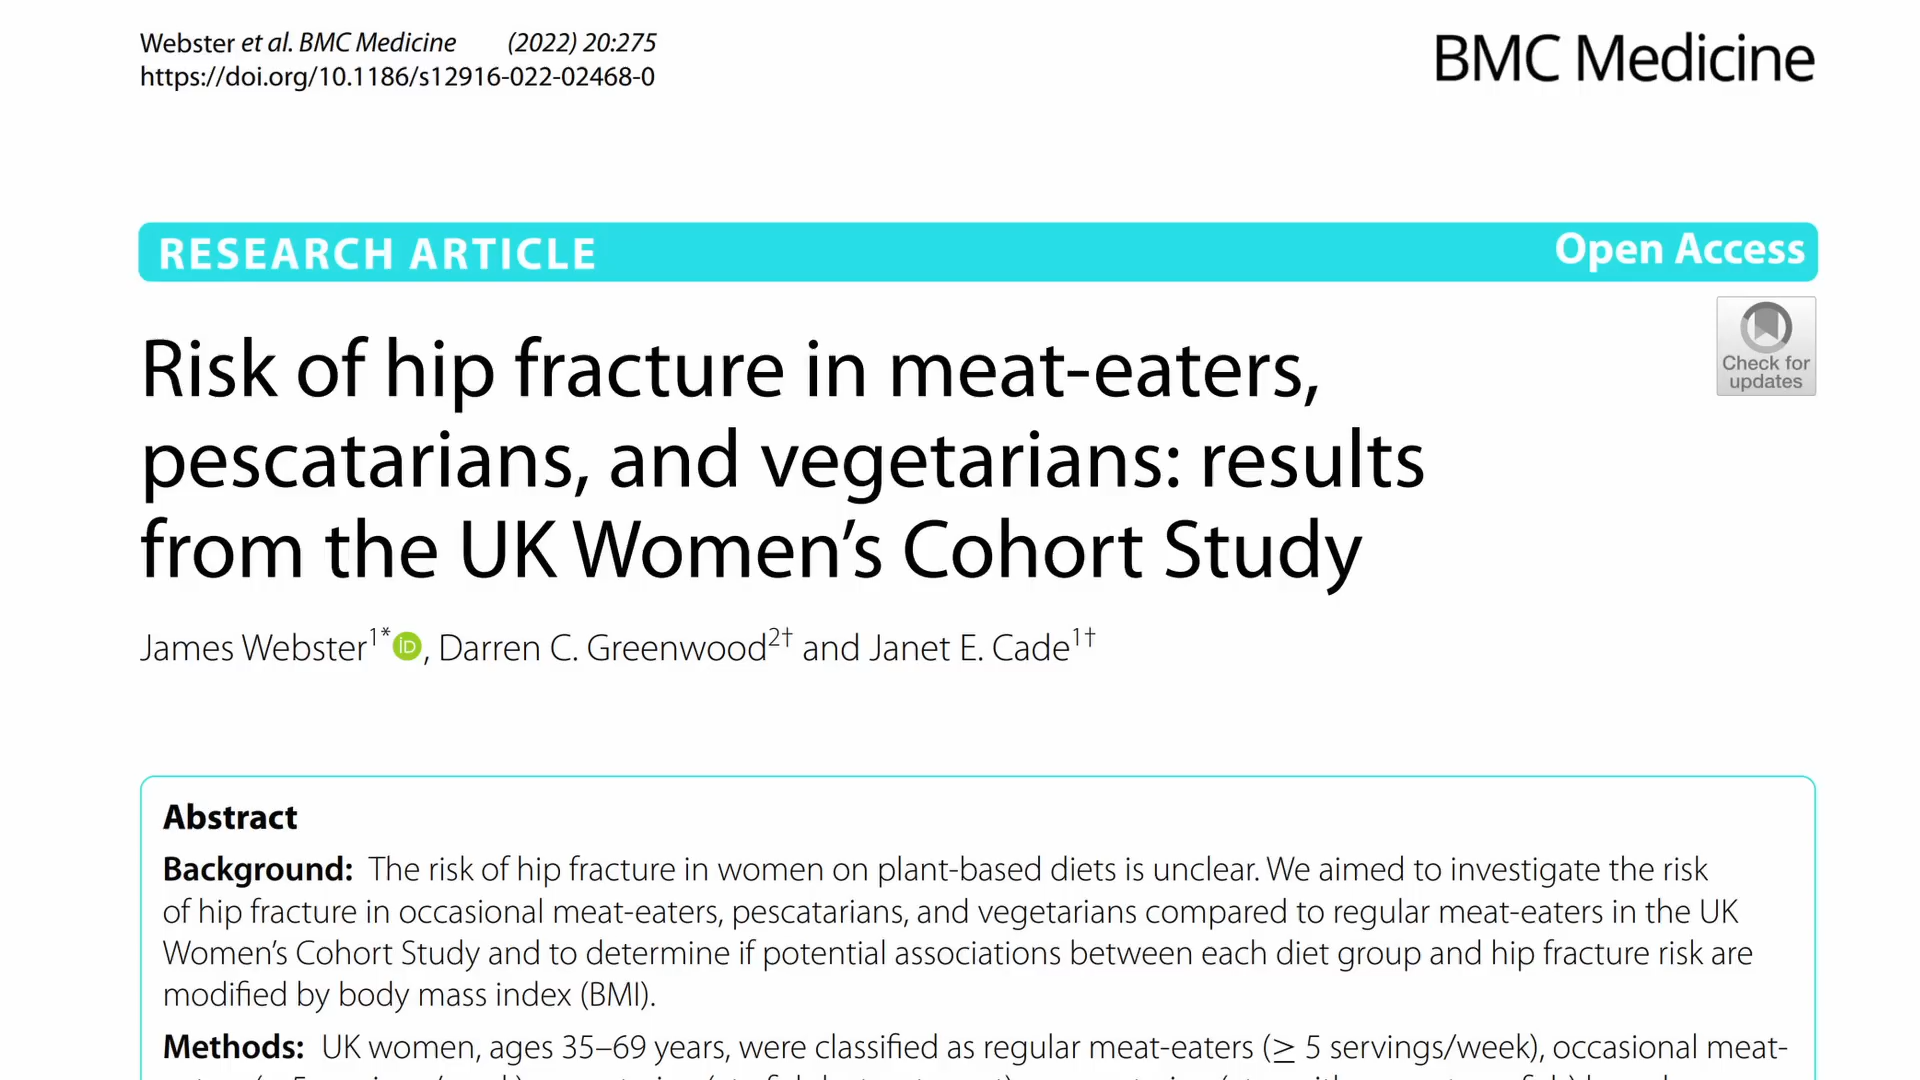 Webster et al. BMC Medicine (2022) 20:275
https://doi.org/10.1186/s12916-022-02468-0
BMC Medicine
RESEARCH ARTICLE
Open Access
Check for
updates
Risk of hip fracture in meat-eaters,
pescatarians, and vegetarians: results
from the UK Women’s Cohort Study
James Webster1* iD, Darren C. Greenwood2† and Janet E. Cade1†
Abstract
Background: The risk of hip fracture in women on plant-based diets is unclear. We aimed to investigate the risk
of hip fracture in occasional meat-eaters, pescatarians, and vegetarians compared to regular meat-eaters in the UK
Women’s Cohort Study and to determine if potential associations between each diet group and hip fracture risk are
modified by body mass index (BMI).
Methods: UK women, ages 35–69 years, were classified as regular meat-eaters (≥ 5 servings/week), occasional meat-